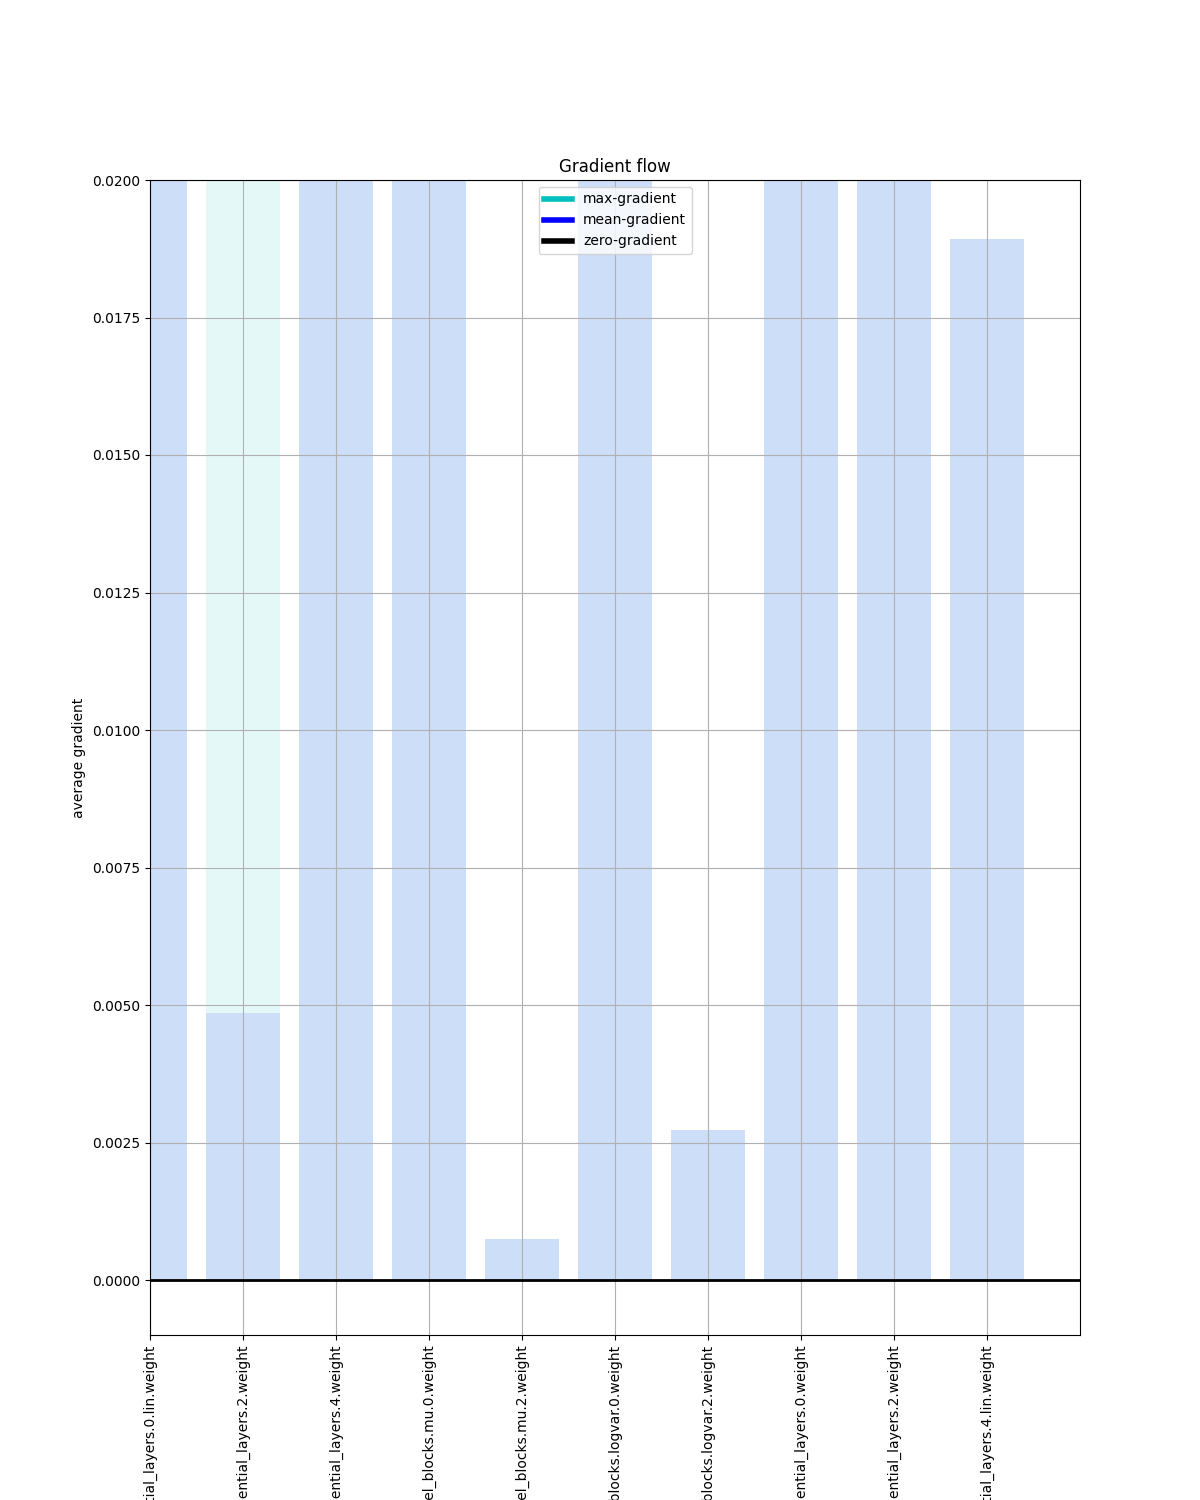 Gradient flow
max-gradient
mean-gradient
zero-gradient
average gradient
0.0200
0.0175
0.0150
0.0125
0.0100
0.0075
0.0050
0.0025
0.0000
tial_layers.0.lin.weight
ential_layers.2.weight
ential_layers.4.weight
el_blocks.mu.0.weight
el_blocks.mu.2.weight
blocks.logvar.0.weight
blocks.logvar.2.weight
ential_layers.0.weight
ential_layers.2.weight
tial_layers.4.lin.weight